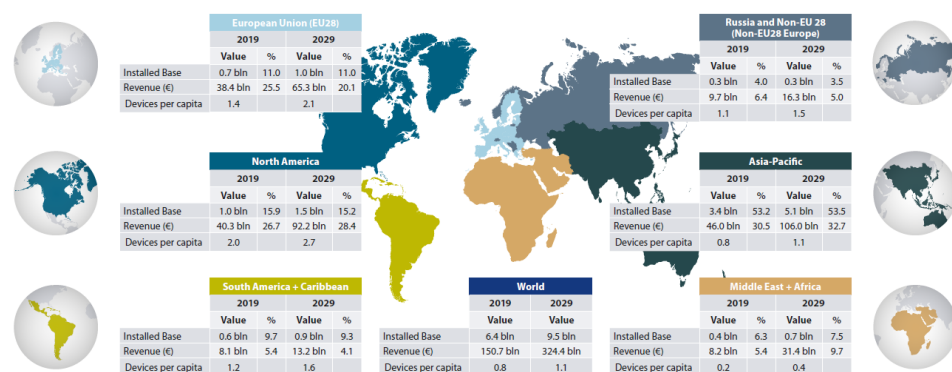 European Union (EU28)
2019 2029
Value % Value %
Installed Base 0.7 bln 11.0 1.0 bln 11.0
Revenue (€) 38.4 bln 25.5 65.3 bln 20.1
Devices per capita 1.4 2.1
Russia and Non-EU 28
(Non-EU28 Europe)
2019 2029
Value % Value %
Installed Base 0.3 bln 4.0 0.3 bln 3.5
Revenue (€) 9.7 bln 6.4 16.3 bln 5.0
Devices per capita 1.1 1.5
North America
2019 2029
Value % Value %
Installed Base 1.0 bln 15.9 1.5 bln 15.2
Revenue (€) 40.3 bln 26.7 92.2 bln 28.4
Devices per capita 2.0 2.7
Asia-Pacific
2019 2029
Value % Value %
Installed Base 3.4 bln 53.2 5.1 bln 53.5
Revenue (€) 46.0 bln 30.5 106.0 bln 32.7
Devices per capita 0.8 1.1
South America + Caribbean
2019 2029
Value % Value %
Installed Base 0.6 bln 9.7 0.9 bln 9.3
Revenue (€) 8.1 bln 5.4 13.2 bln 4.1
Devices per capita 1.2 1.6
World
2019 2029
Value Value
Installed Base 6.4 bln 9.5 bln
Revenue (€) 150.7 bln 324.4 bln
Devices per capita 0.8 1.1
Middle East + Africa
2019 2029
Value % Value %
Installed Base 0.4 bln 6.3 0.7 bln 7.5
Revenue (€) 8.2 bln 5.4 31.4 bln 9.7
Devices per capita 0.2 0.4